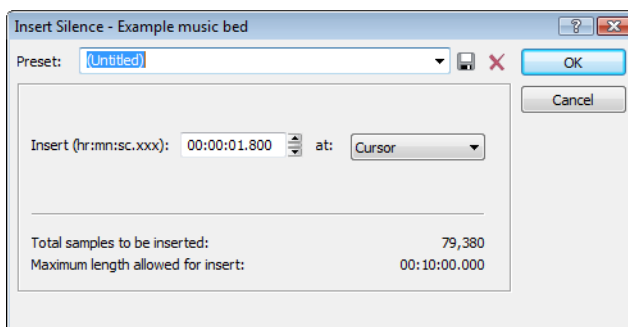 Insert Silence - Example music bed
Preset: (Untitled)
OK
Cancel
Insert (hr:mn:sc.xxx): 00:00:01.800 at: Cursor
Total samples to be inserted: 79,380
Maximum length allowed for insert: 00:10:00.000